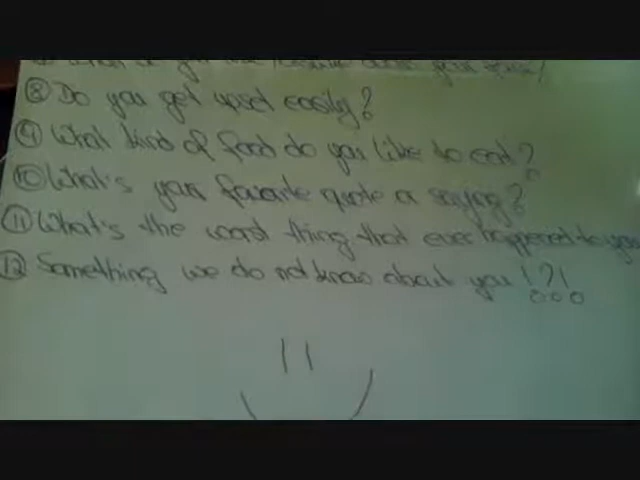 ⑧ Do you get upset easily?
⑨ What kind of food do you like to eat?
⑩ What's your favorite quote or saying?
⑪ What's the worst thing that ever happened to you
⑫ Something we do not know about you!?!